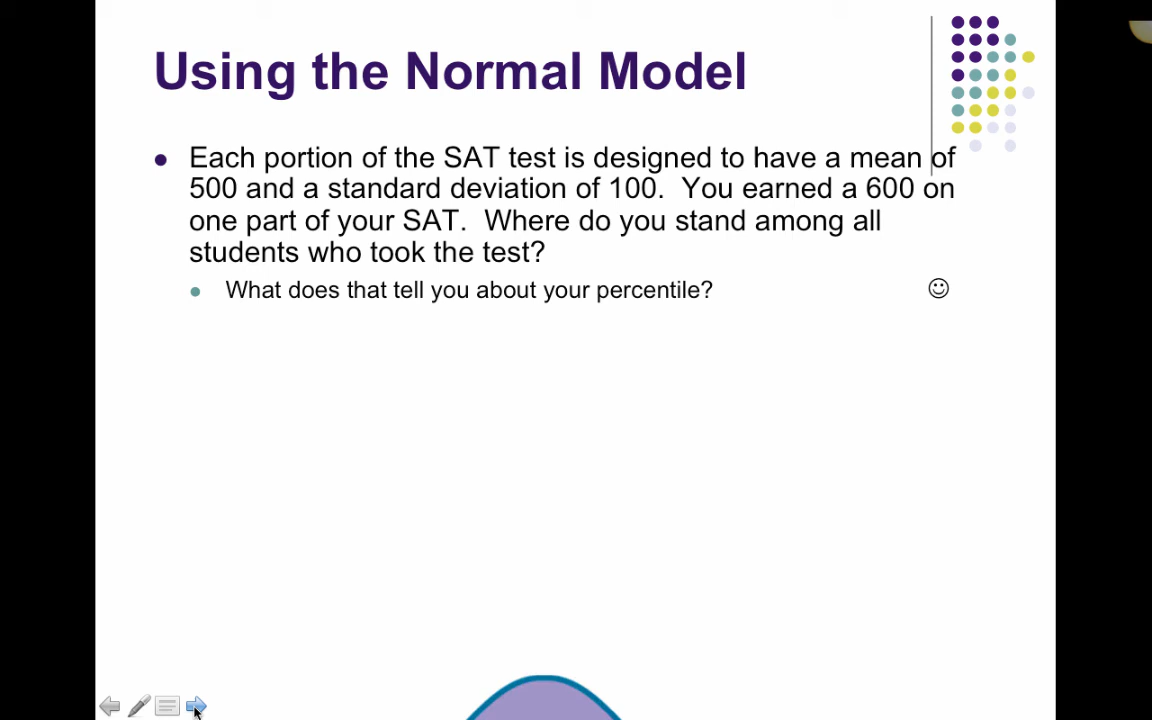 Using the Normal Model
Each portion of the SAT test is designed to have a mean of
500 and a standard deviation of 100.  You earned a 600 on
one part of your SAT.  Where do you stand among all
students who took the test?
What does that tell you about your percentile?